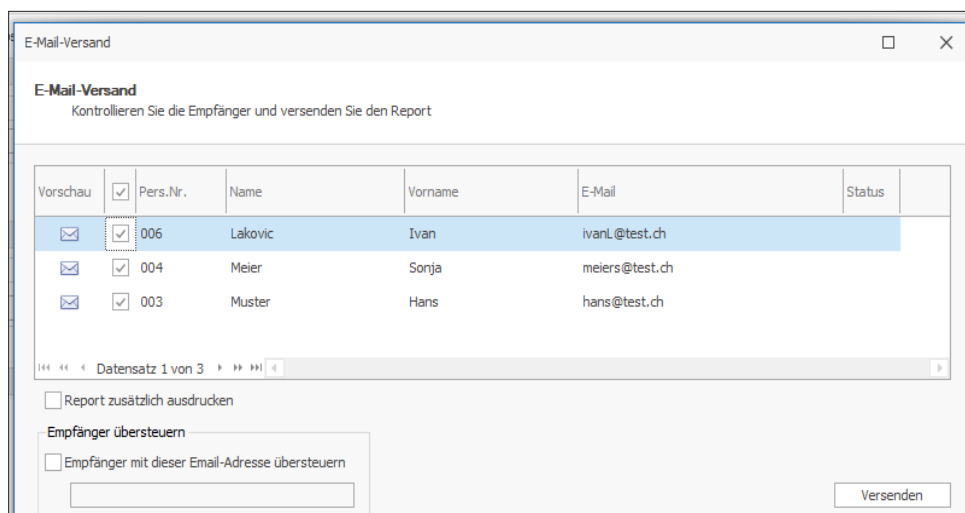 E-Mail-Versand
E-Mail-Versand
Kontrollieren Sie die Empfänger und versenden Sie den Report
Vorschau Pers.Nr. Name Vorname E-Mail Status
006 Lakovic Ivan ivanL@test.ch
004 Meier Sonja meiers@test.ch
003 Muster Hans hans@test.ch
Datensatz 1 von 3
Report zusätzlich ausdrucken
Empfänger übersteuern
Empfänger mit dieser Email-Adresse übersteuern
Versenden